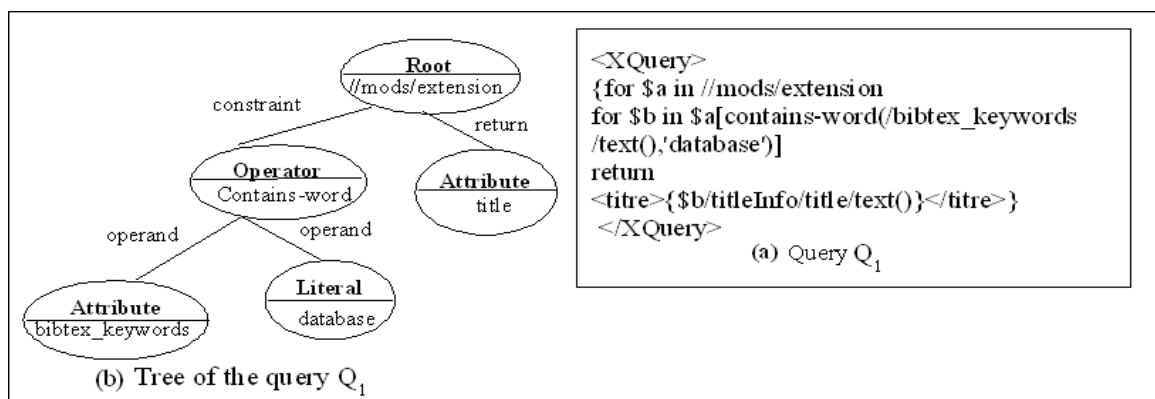 Root
//mods/extension
constraint
return
Operator
Contains-word
Attribute
title
operand
operand
Attribute
bibtex_keywords
Literal
database
(b) Tree of the query Q1
<XQuery>
{for $a in //mods/extension
for $b in $a[contains-word(/bibtex_keywords
/text(),'database')]
return
<titre>{$b/titleInfo/title/text()}</titre>}
</XQuery>
(a) Query Q1